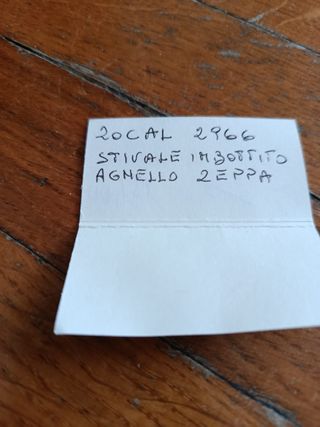 20CAL 2966
STIVALE IMBOTTITO
AGNELLO ZEPPA